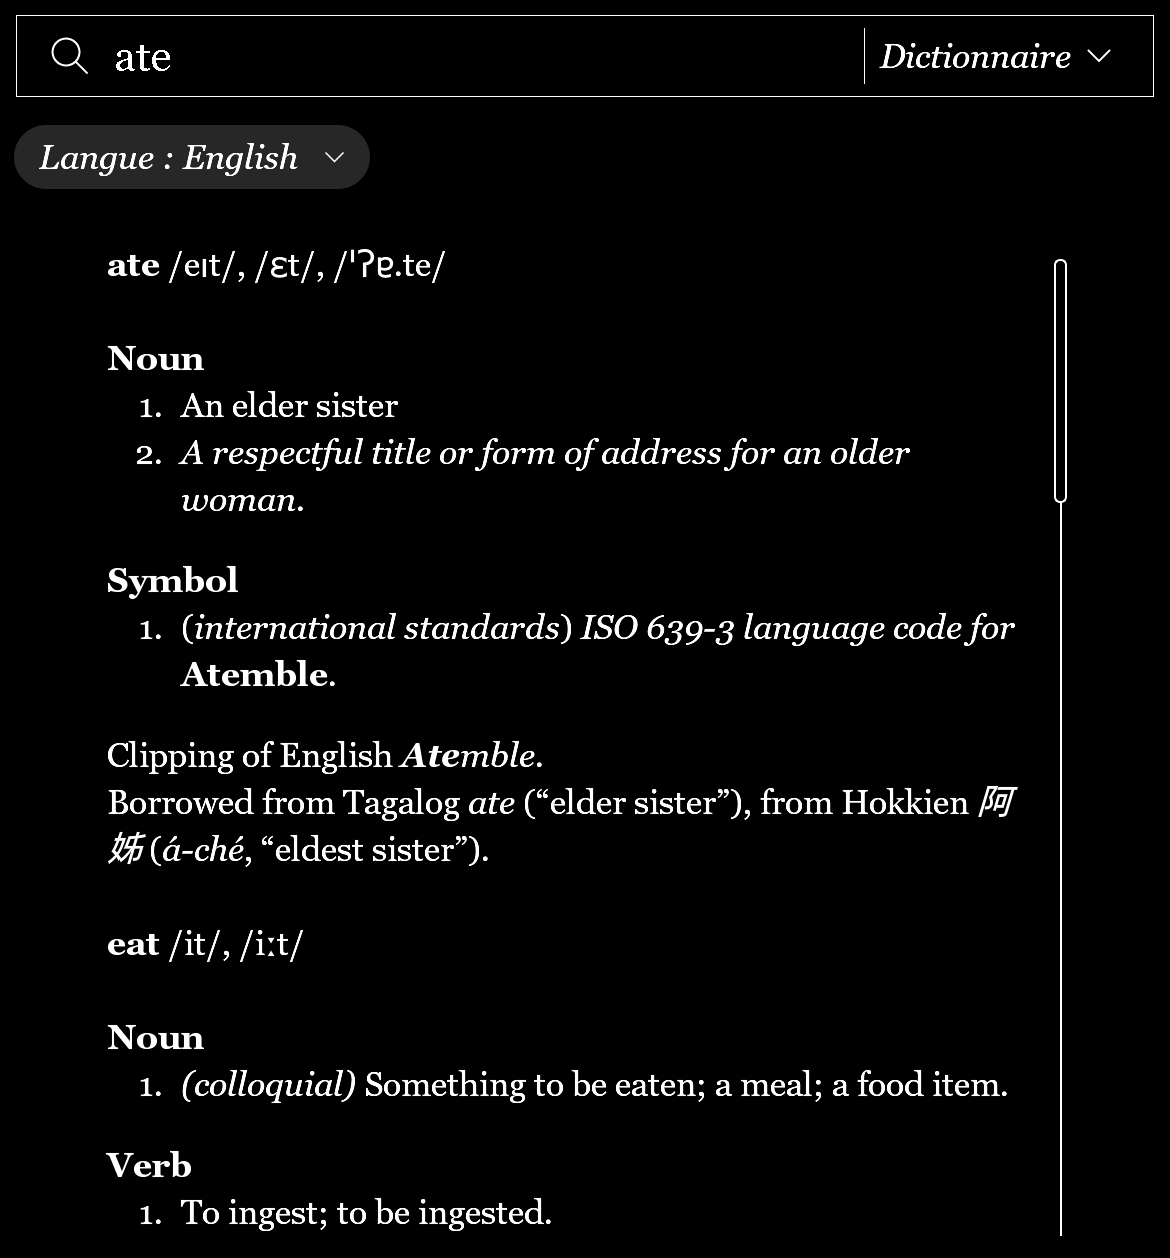 ate
Dictionnaire
Langue : English
ate /eɪt/, /ɛt/, /ˈʔɐ.te/
Noun
1. An elder sister
2. A respectful title or form of address for an older
woman.
Symbol
1. (international standards) ISO 639-3 language code for
Atemble.
Clipping of English Atemble.
Borrowed from Tagalog ate (“elder sister”), from Hokkien 阿
姊 (á-ché, “eldest sister”).
eat /it/, /iːt/
Noun
1. (colloquial) Something to be eaten; a meal; a food item.
Verb
1. To ingest; to be ingested.